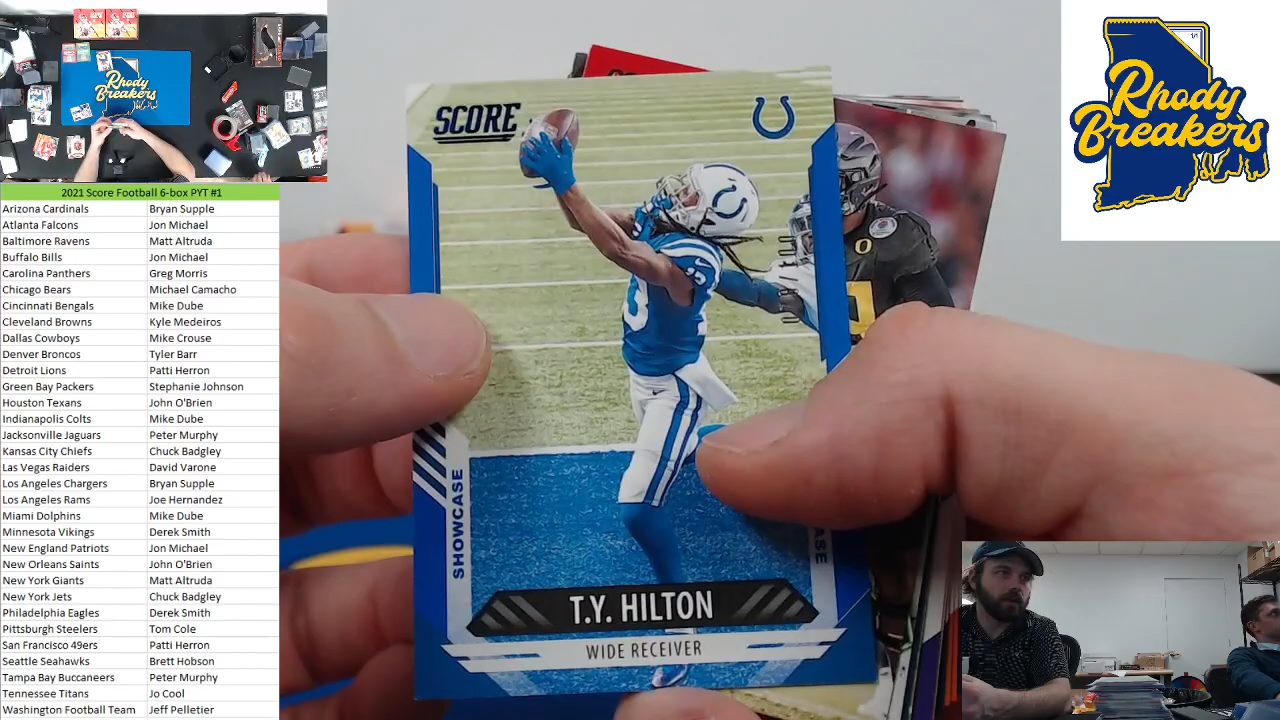 Rhody
Breakers
2021 Score Football 6-box PYT #1
Arizona Cardinals Bryan Supple
Atlanta Falcons Jon Michael
Baltimore Ravens Matt Altruda
Buffalo Bills Jon Michael
Carolina Panthers Greg Morris
Chicago Bears Michael Camacho
Cincinnati Bengals Mike Dube
Cleveland Browns Kyle Medeiros
Dallas Cowboys Mike Crouse
Denver Broncos Tyler Barr
Detroit Lions Patti Herron
Green Bay Packers Stephanie Johnson
Houston Texans John O'Brien
Indianapolis Colts Mike Dube
Jacksonville Jaguars Peter Murphy
Kansas City Chiefs Chuck Badgley
Las Vegas Raiders David Varone
Los Angeles Chargers Bryan Supple
Los Angeles Rams Joe Hernandez
Miami Dolphins Mike Dube
Minnesota Vikings Derek Smith
New England Patriots Jon Michael
New Orleans Saints John O'Brien
New York Giants Matt Altruda
New York Jets Chuck Badgley
Philadelphia Eagles Derek Smith
Pittsburgh Steelers Tom Cole
San Francisco 49ers Patti Herron
Seattle Seahawks Brett Hobson
Tampa Bay Buccaneers Peter Murphy
Tennessee Titans Jo Cool
Washington Football Team Jeff Pelletier
SCORE
SHOWCASE
T.Y. HILTON
WIDE RECEIVER
ASE
O
Rhody
Breakers
1/1